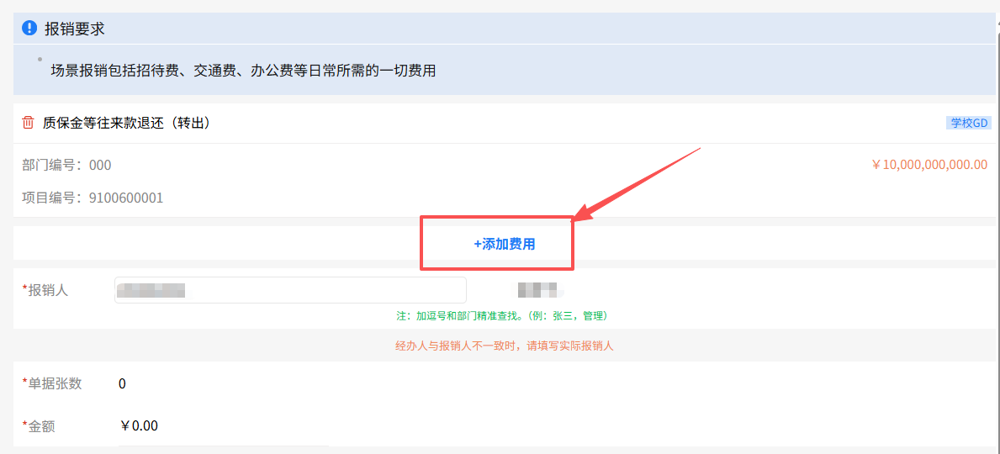 报销要求
场景报销包括招待费、交通费、办公费等日常所需的一切费用
质保金等往来款退还（转出） 学校GD
部门编号：000 ￥10,000,000,000.00
项目编号：9100600001
+添加费用
*报销人
注：加逗号和部门精准查找。（例：张三，管理）
经办人与报销人不一致时，请填写实际报销人
*单据张数 0
*金额 ￥0.00